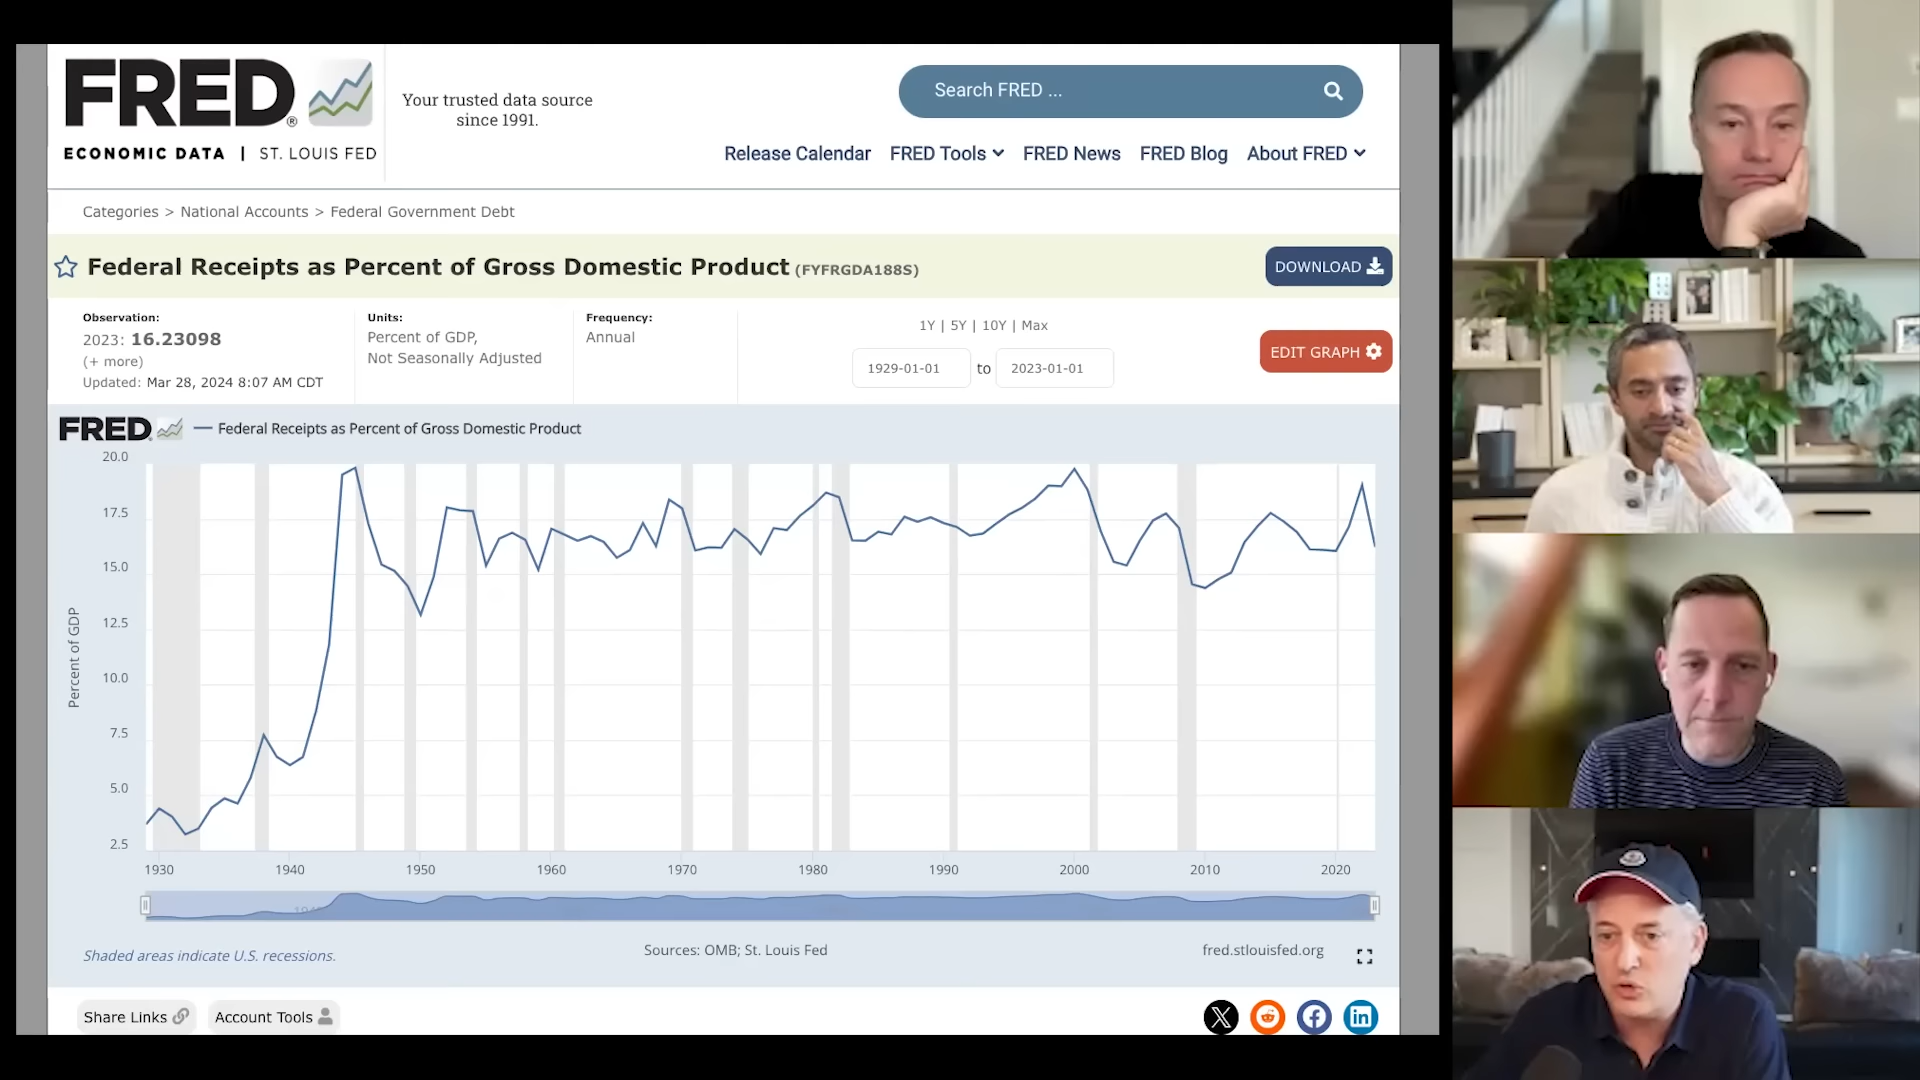 FRED®
ECONOMIC DATA | ST. LOUIS FED
Your trusted data source
since 1991.
Search FRED ...
Release Calendar
FRED Tools
FRED News
FRED Blog
About FRED
Categories > National Accounts > Federal Government Debt
Federal Receipts as Percent of Gross Domestic Product (FYFRGDA188S)
DOWNLOAD
Observation:
2023: 16.23098
(+ more)
Updated: Mar 28, 2024 8:07 AM CDT
Units:
Percent of GDP,
Not Seasonally Adjusted
Frequency:
Annual
1Y | 5Y | 10Y | Max
1929-01-01 to 2023-01-01
EDIT GRAPH
FRED
Federal Receipts as Percent of Gross Domestic Product
20.0
17.5
15.0
12.5
10.0
7.5
5.0
2.5
Percent of GDP
1930 1940 1950 1960 1970 1980 1990 2000 2010 2020
Shaded areas indicate U.S. recessions.
Sources: OMB; St. Louis Fed
fred.stlouisfed.org
Share Links
Account Tools